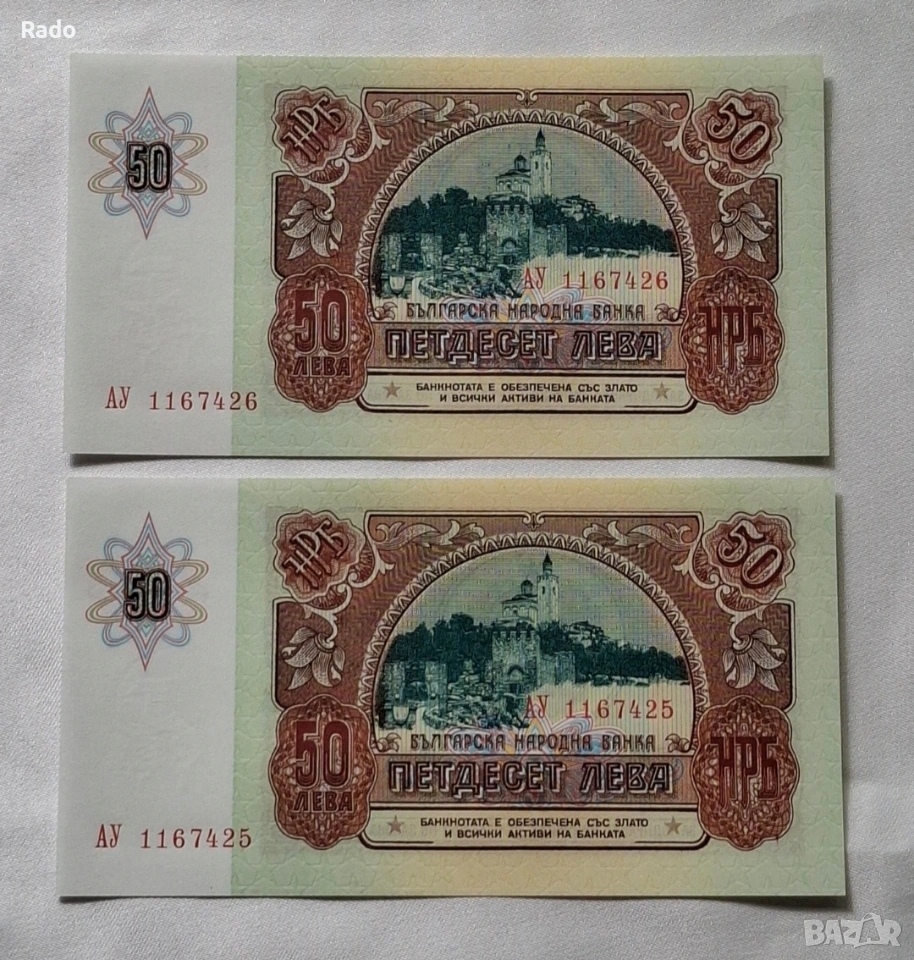 Rado
50 НРБ 50
АУ 1167426
БЪЛГАРСКА НАРОДНА БАНКА
50 ПЕТДЕСЕТ ЛЕВА НРБ
ЛЕВА
БАНКНОТАТА Е ОБЕЗПЕЧЕНА СЪС ЗЛАТО
И ВСИЧКИ АКТИВИ НА БАНКАТА
АУ 1167426
50 НРБ 50
АУ 1167425
БЪЛГАРСКА НАРОДНА БАНКА
50 ПЕТДЕСЕТ ЛЕВА НРБ
ЛЕВА
БАНКНОТАТА Е ОБЕЗПЕЧЕНА СЪС ЗЛАТО
И ВСИЧКИ АКТИВИ НА БАНКАТА
АУ 1167425
BAZAR